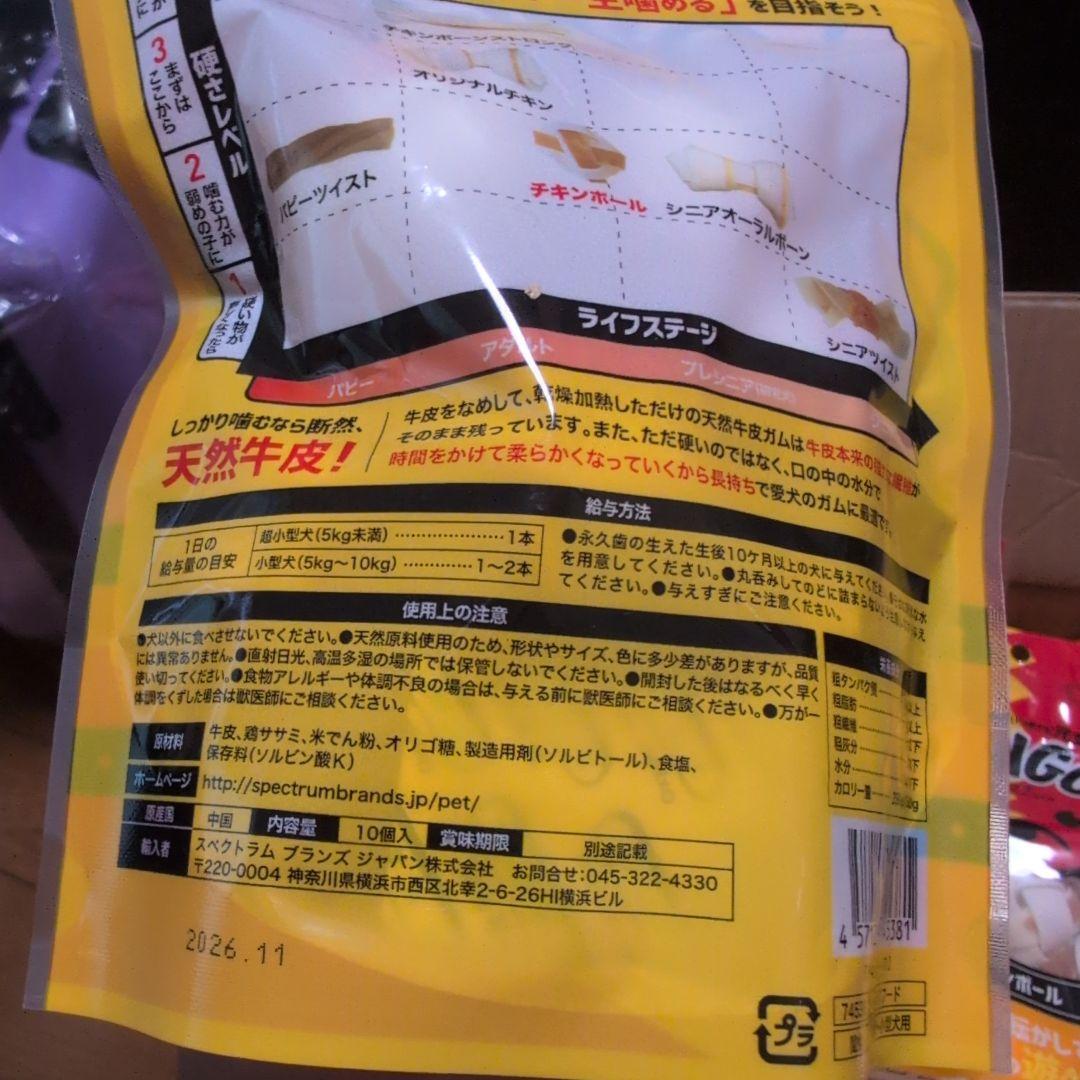 生噛める」を目指そう!
硬さレベル
3 まずはここから
2 噛む力が弱めの子に
1
オリジナルチキン
パピーツイスト
チキンボール
シニアオーラルボーン
シニアツイスト
ライフステージ
パピー
アダルト
プレシニア
しっかり噛むなら断然、
天然牛皮!
牛皮をなめして、乾燥加熱しただけの天然牛皮ガムは牛皮本来の
そのまま残っています。また、ただ硬いのではなく、口の中の水分で
時間をかけて柔らかくなっていくから長持ちで愛犬のガムに最適です。
給与方法
1日の
給与量の目安
超小型犬(5kg未満) 1本
小型犬(5kg〜10kg) 1〜2本
●永久歯の生えた生後10ケ月以上の犬に与えてください。
を用意してください。●丸呑みしてのどに詰まらない
てください。●与えすぎにご注意ください。
使用上の注意
●犬以外に食べさせないでください。●天然原料使用のため、形状やサイズ、色に多少差がありますが、品質
には異常ありません。●直射日光、高温多湿の場所では保管しないでください。●開封した後はなるべく早く
使い切ってください。●食物アレルギーや体調不良の場合は、与える前に獣医師にご相談ください。●万が一
体調をくずした場合は獣医師にご相談ください。
粗タンパク質 以上
粗脂肪 以上
粗繊維 以下
粗灰分 以下
水分 以下
カロリー量
原材料
牛皮、鶏ササミ、米でん粉、オリゴ糖、製造用剤(ソルビトール)、食塩、
保存料(ソルビン酸K)
ホームページ http://spectrumbrands.jp/pet/
原産国 中国 内容量 10個入 賞味期限 別途記載
輸入者 スペクトラム ブランズ ジャパン株式会社 お問合せ:045-322-4330
〒220-0004 神奈川県横浜市西区北幸2-6-26HI横浜ビル
2026.11
プラ